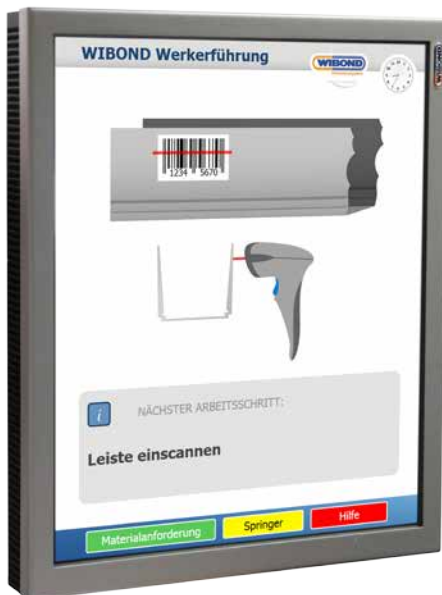 WIBOND Werkerführung
WIBOND
1234 5670
i NÄCHSTER ARBEITSSCHRITT:
Leiste einscannen
Materialanforderung Springer Hilfe